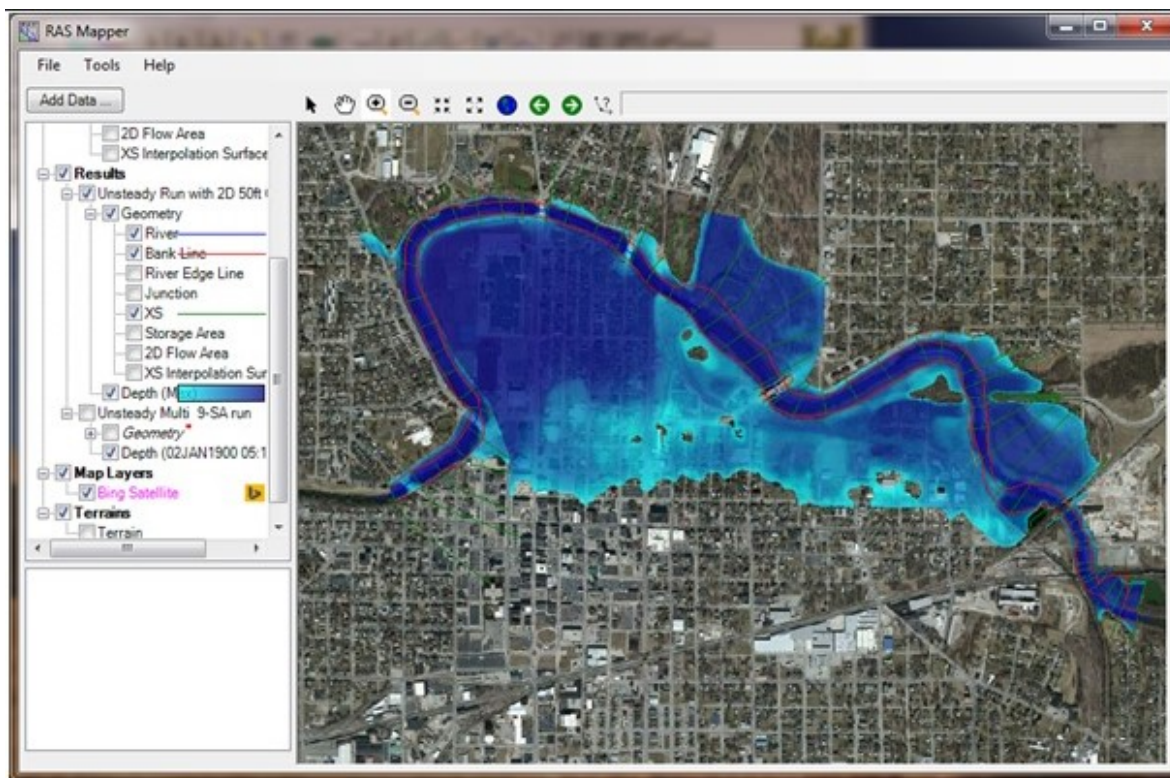 RAS Mapper
File Tools Help
Add Data ...
2D Flow Area
XS Interpolation Surface
Results
Unsteady Run with 2D 50ft
Geometry
River
Bank Line
River Edge Line
Junction
XS
Storage Area
2D Flow Area
XS Interpolation Sur
Depth (M
Unsteady Multi 9-SA run
Geometry
Depth (02JAN1900 05:1
Map Layers
Bing Satellite
Terrains
Terrain